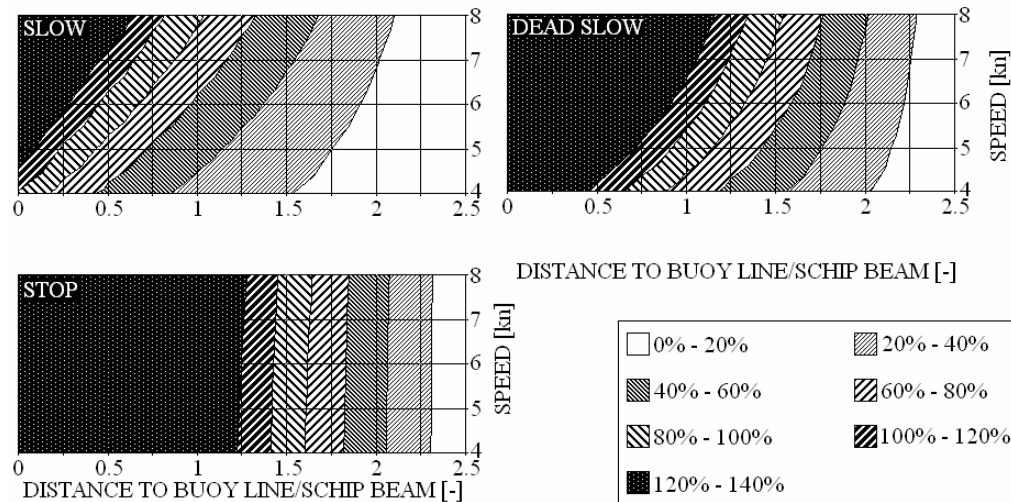 SLOW
8
7
6
5
4
0 0.5 1 1.5 2 2.5
DEAD SLOW
8
7
6
5
4
SPEED [kn]
0 0.5 1 1.5 2 2.5
DISTANCE TO BUOY LINE/SCHIP BEAM [-]
STOP
8
7
6
5
4
SPEED [kn]
0 0.5 1 1.5 2 2.5
DISTANCE TO BUOY LINE/SCHIP BEAM [-]
0% - 20% 20% - 40%
40% - 60% 60% - 80%
80% - 100% 100% - 120%
120% - 140%